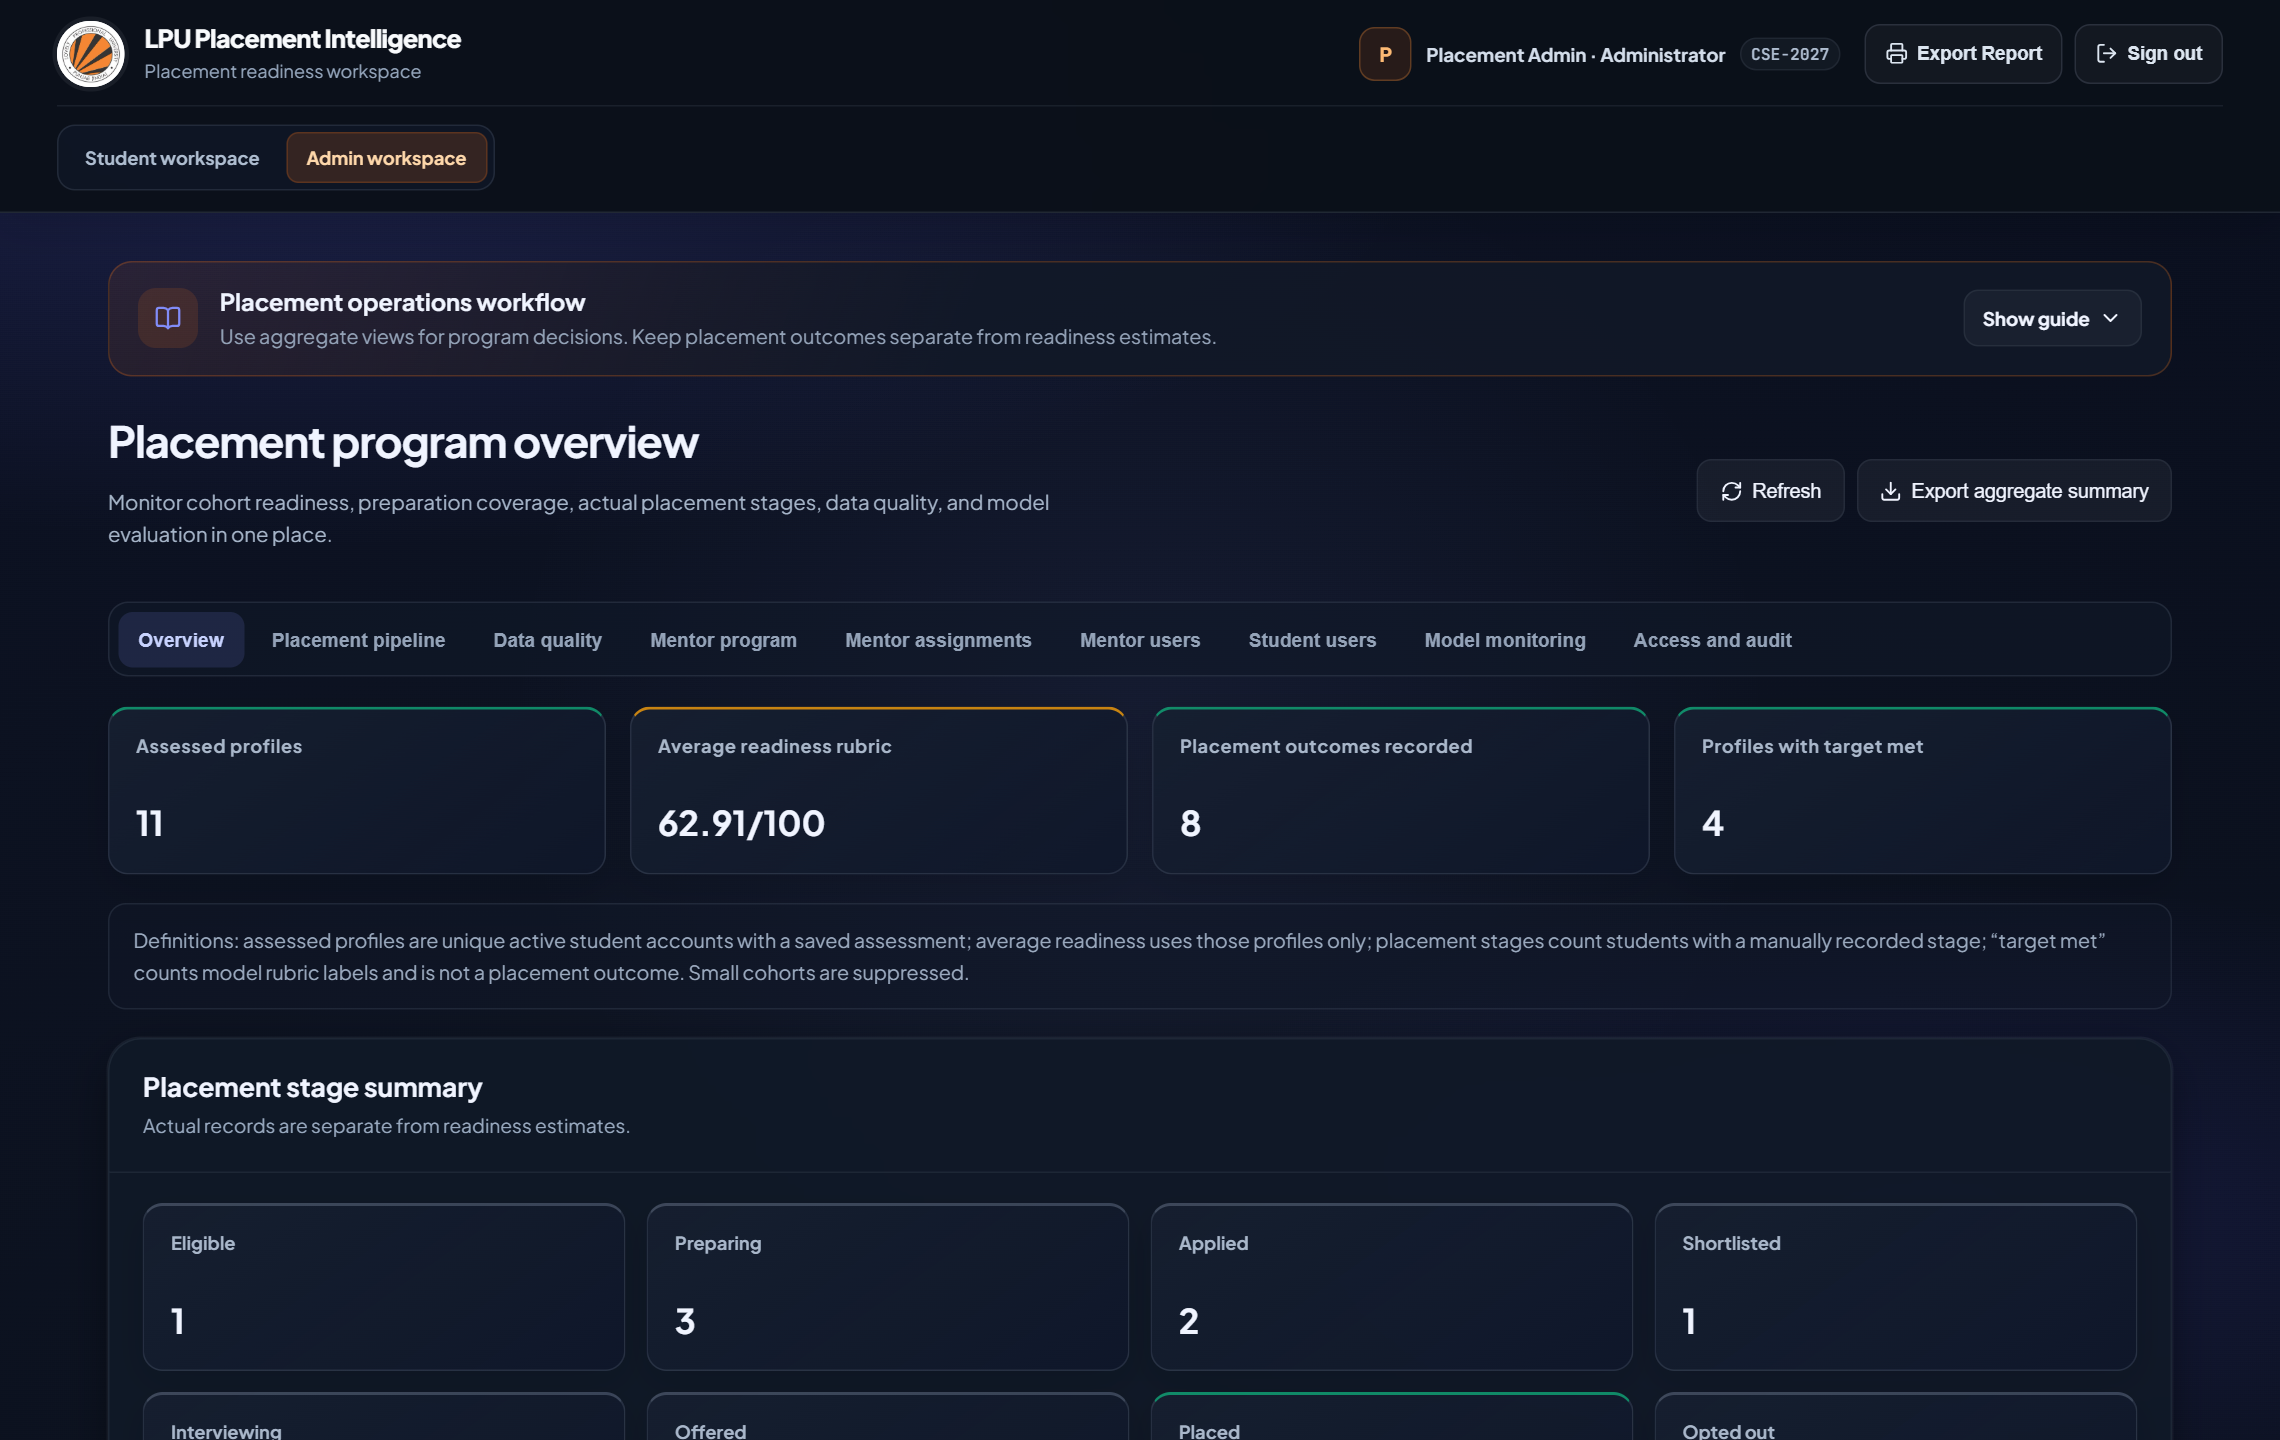 LPU Placement Intelligence
Placement readiness workspace
P
Placement Admin · Administrator
CSE-2027
Export Report
Sign out
Student workspace
Admin workspace
Placement operations workflow
Use aggregate views for program decisions. Keep placement outcomes separate from readiness estimates.
Show guide
Placement program overview
Monitor cohort readiness, preparation coverage, actual placement stages, data quality, and model
evaluation in one place.
Refresh
Export aggregate summary
Overview
Placement pipeline
Data quality
Mentor program
Mentor assignments
Mentor users
Student users
Model monitoring
Access and audit
Assessed profiles
11
Average readiness rubric
62.91/100
Placement outcomes recorded
8
Profiles with target met
4
Definitions: assessed profiles are unique active student accounts with a saved assessment; average readiness uses those profiles only; placement stages count students with a manually recorded stage; “target met”
counts model rubric labels and is not a placement outcome. Small cohorts are suppressed.
Placement stage summary
Actual records are separate from readiness estimates.
Eligible
1
Preparing
3
Applied
2
Shortlisted
1
Interviewing
Offered
Placed
Opted out